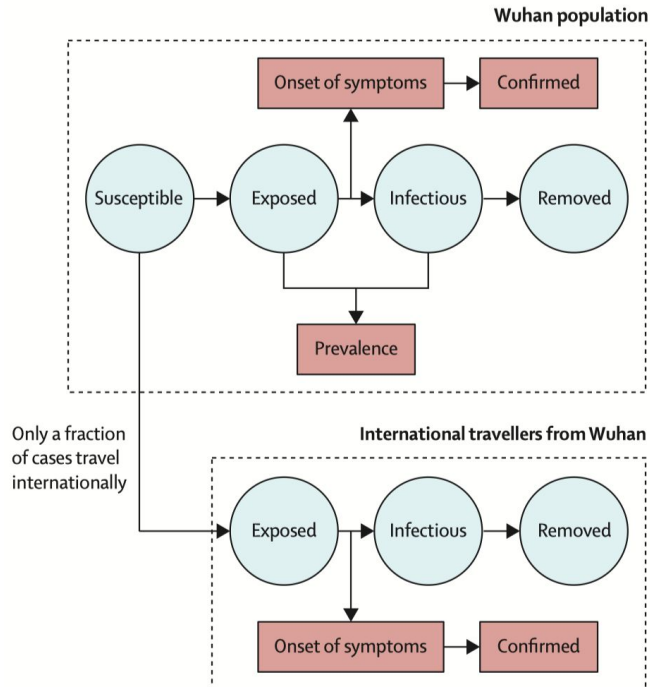 Wuhan population
Onset of symptoms
Confirmed
Susceptible
Exposed
Infectious
Removed
Prevalence
Only a fraction
of cases travel
internationally
International travellers from Wuhan
Exposed
Infectious
Removed
Onset of symptoms
Confirmed